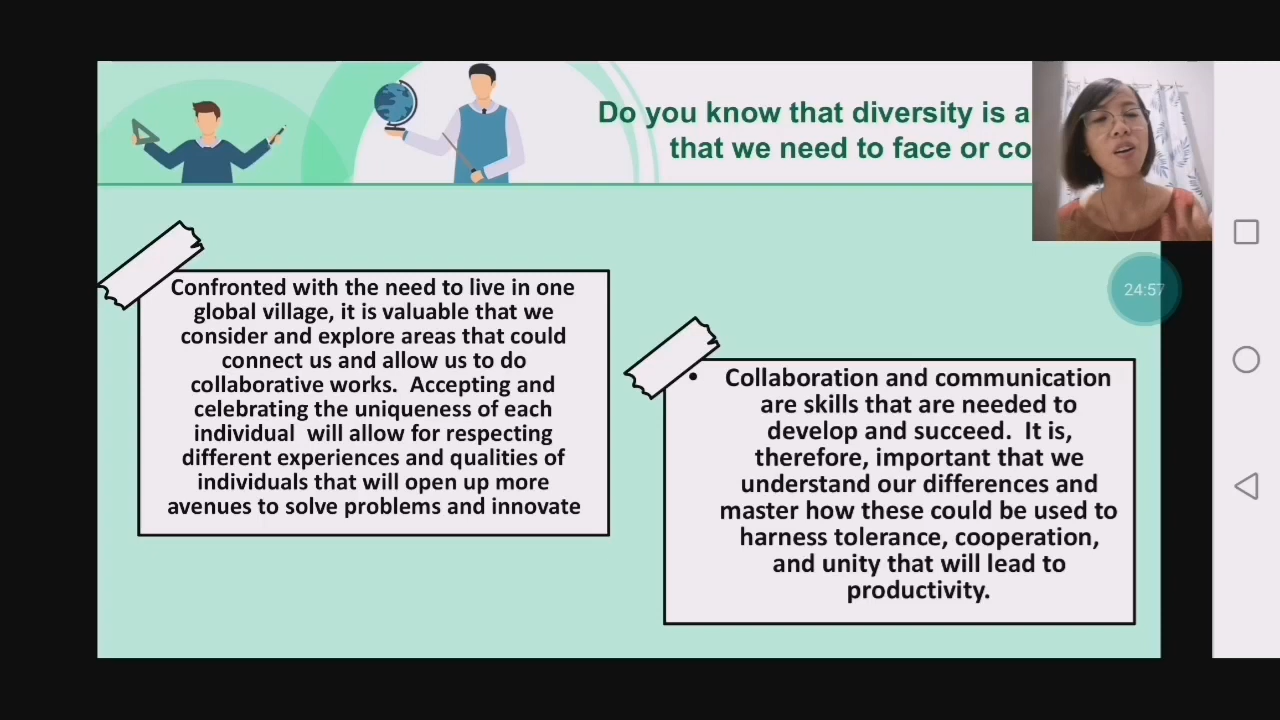 Do you know that diversity is a
that we need to face or co
Confronted with the need to live in one
global village, it is valuable that we
consider and explore areas that could
connect us and allow us to do
collaborative works.  Accepting and
celebrating the uniqueness of each
individual  will allow for respecting
different experiences and qualities of
individuals that will open up more
avenues to solve problems and innovate
24:57
• Collaboration and communication
are skills that are needed to
develop and succeed.  It is,
therefore, important that we
understand our differences and
master how these could be used to
harness tolerance, cooperation,
and unity that will lead to
productivity.